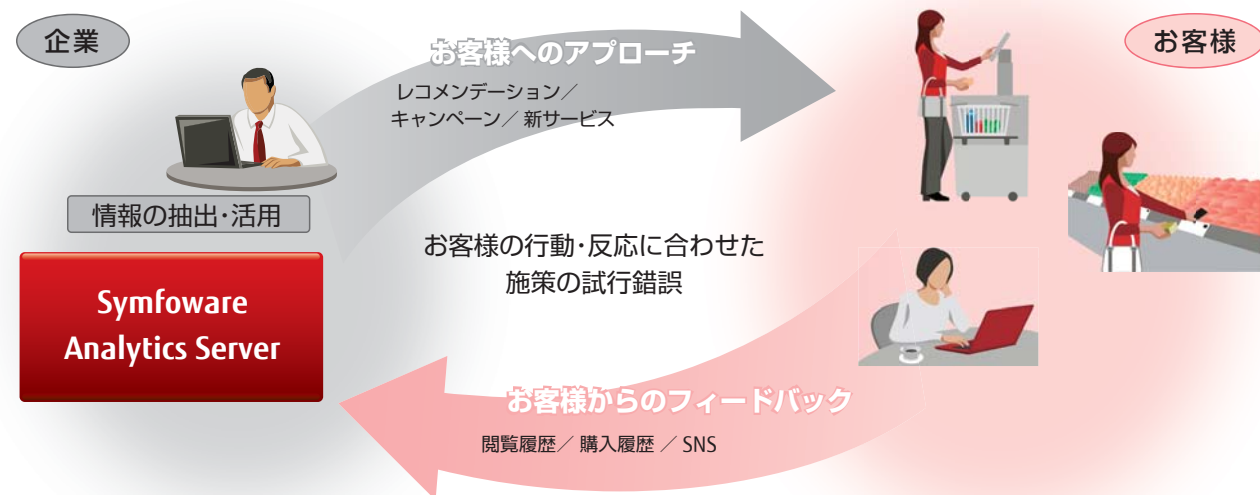 企業
お客様へのアプローチ
レコメンデーション／
キャンペーン／新サービス
お客様
情報の抽出・活用
お客様の行動・反応に合わせた
施策の試行錯誤
Symfoware
Analytics Server
お客様からのフィードバック
閲覧履歴／購入履歴／SNS